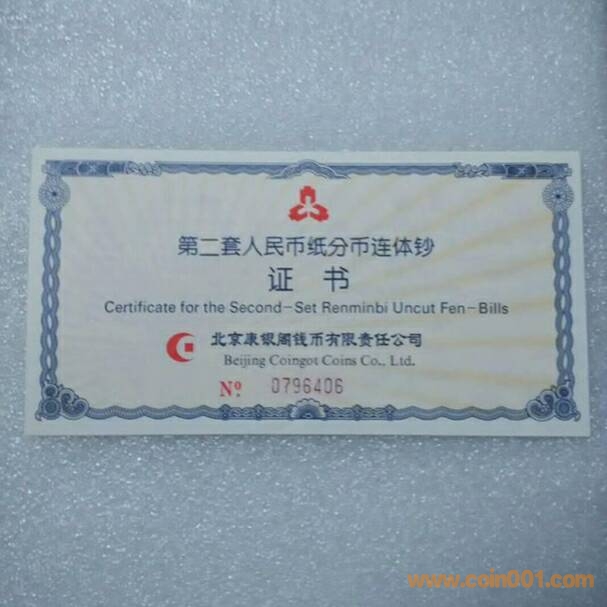 第二套人民币纸分币连体钞
证 书
Certificate for the Second-Set Renminbi Uncut Fen-Bills
北京康银阁钱币有限责任公司
Beijing Coingot Coins Co., Ltd.
Nº. 0796406
www.coin001.com